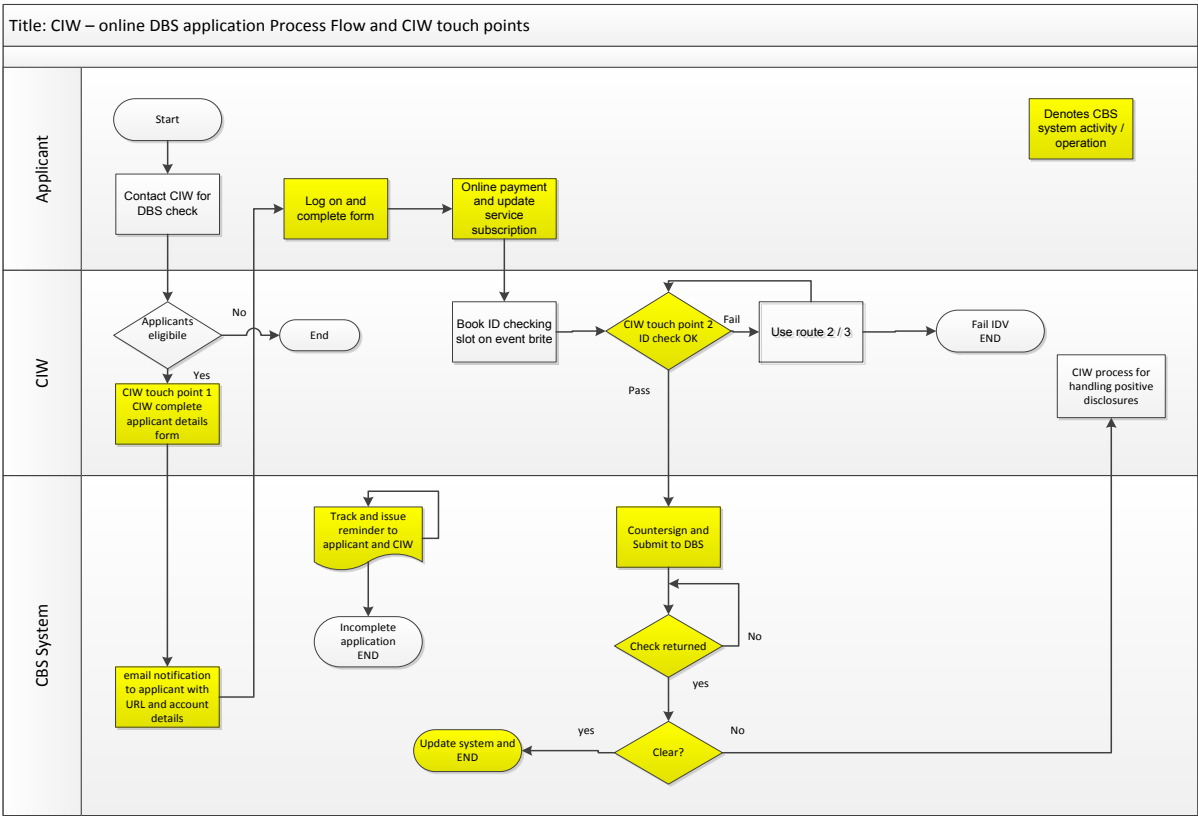 Title: CIW – online DBS application Process Flow and CIW touch points
Applicant
Start
Contact CIW for
DBS check
Log on and
complete form
Online payment
and update
service
subscription
Denotes CBS
system activity /
operation
CIW
Applicants
eligibile
No
End
Yes
CIW touch point 1
CIW complete
applicant details
form
Book ID checking
slot on event brite
CIW touch point 2
ID check OK
Fail
Use route 2 / 3
Fail IDV
END
Pass
CIW process for
handling positive
disclosures
CBS System
Track and issue
reminder to
applicant and CIW
Incomplete
application
END
email notification
to applicant with
URL and account
details
Countersign and
Submit to DBS
Check returned
No
yes
Clear?
yes
No
Update system and
END